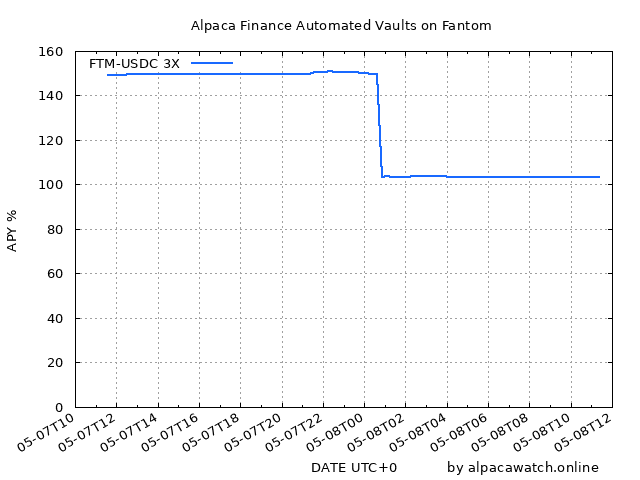 Alpaca Finance Automated Vaults on Fantom
FTM-USDC 3X
160
140
120
100
80
60
40
20
0
APY %
05-07T10
05-07T12
05-07T14
05-07T16
05-07T18
05-07T20
05-07T22
05-08T00
05-08T02
05-08T04
05-08T06
05-08T08
05-08T10
05-08T12
DATE UTC+0
by alpacawatch.online